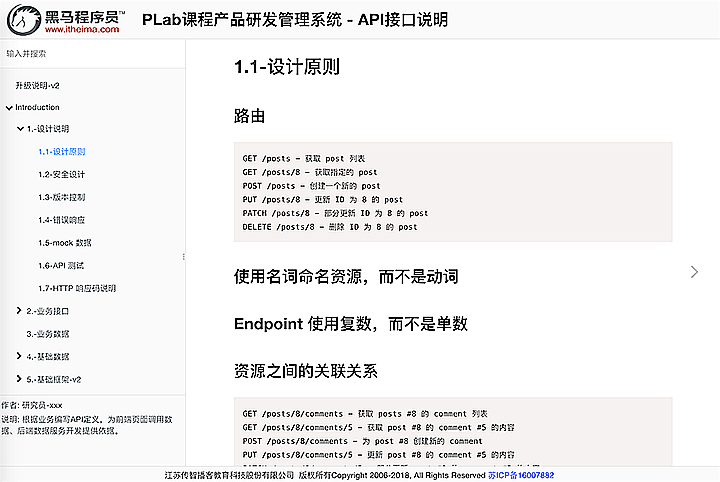 黑马程序员™
www.itheima.com
PLab课程产品研发管理系统 - API接口说明
输入并搜索
升级说明-v2
Introduction
1.-设计说明
1.1-设计原则
1.2-安全设计
1.3-版本控制
1.4-错误响应
1.5-mock 数据
1.6-API 测试
1.7-HTTP 响应码说明
2.-业务接口
3.-业务数据
4.-基础数据
5.-基础框架-v2
作者: 研究员-xxx
说明: 根据业务编写API定义，为前端页面调用数
据、后端数据服务开发提供依据。
1.1-设计原则
路由
GET /posts - 获取 post 列表
GET /posts/8 - 获取指定的 post
POST /posts - 创建一个新的 post
PUT /posts/8 - 更新 ID 为 8 的 post
PATCH /posts/8 - 部分更新 ID 为 8 的 post
DELETE /posts/8 - 删除 ID 为 8 的 post
使用名词命名资源，而不是动词
Endpoint 使用复数，而不是单数
资源之间的关联关系
GET /posts/8/comments - 获取 posts #8 的 comment 列表
GET /posts/8/comments/5 - 获取 post #8 的 comment #5 的内容
POST /posts/8/comments - 为 post #8 创建新的 comment
PUT /posts/8/comments/5 - 更新 post #8 的 comment #5 的内容
江苏传智播客教育科技股份有限公司 版权所有Copyright 2006-2018, All Rights Reserved 苏ICP备16007882